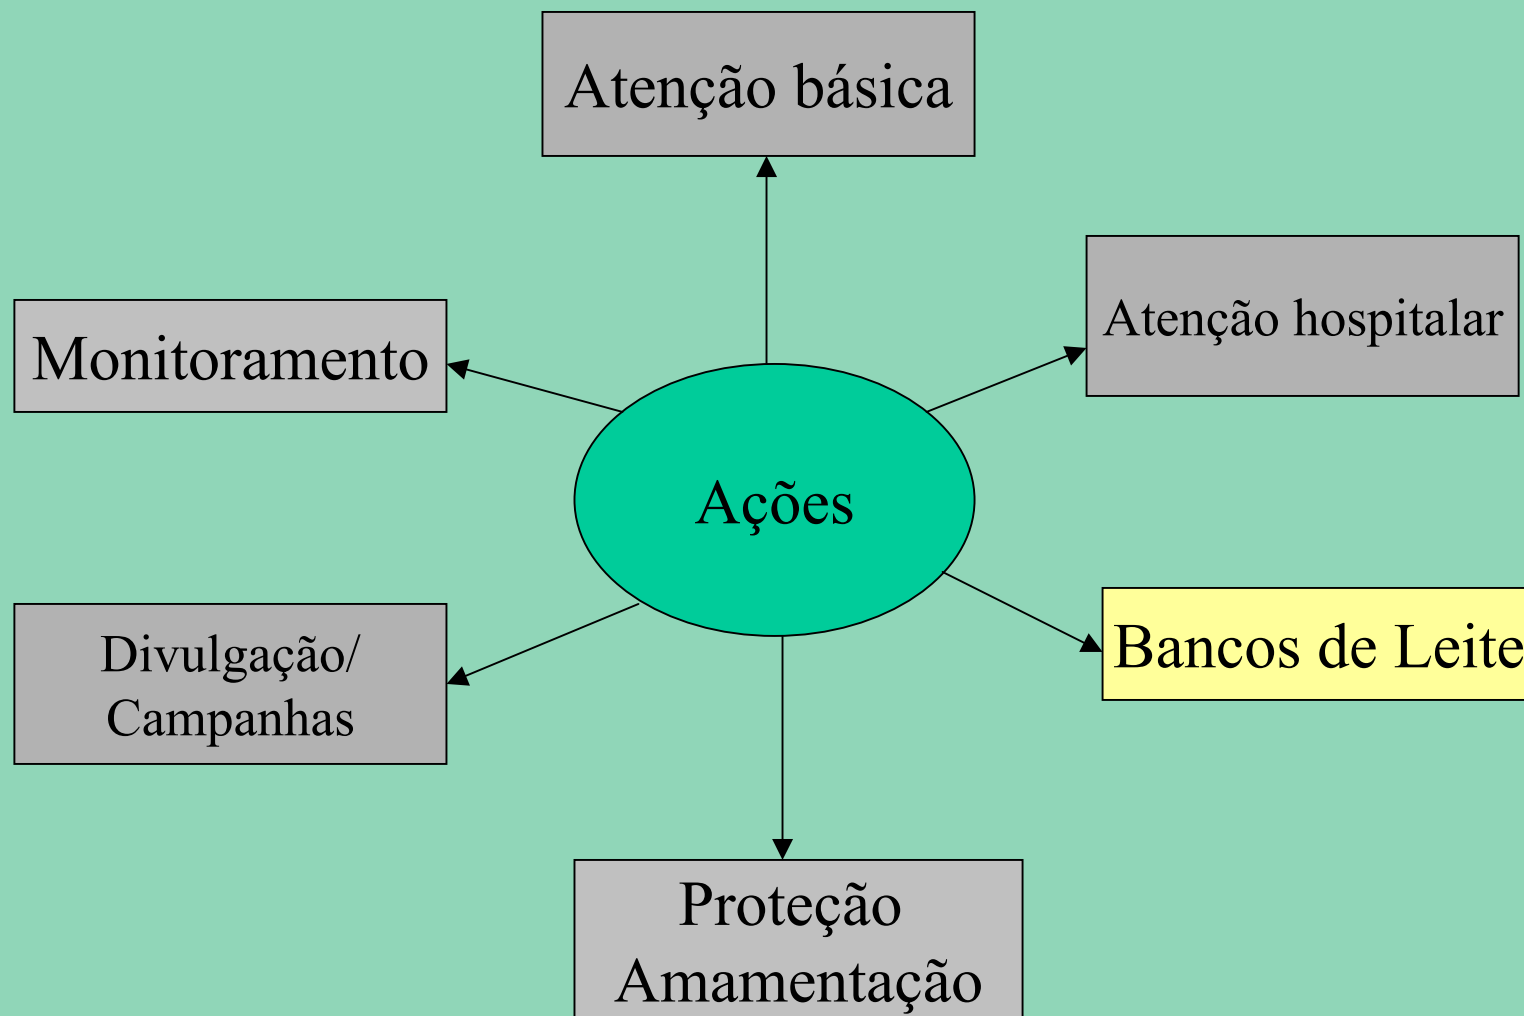 Atenção básica
Atenção hospitalar
Monitoramento
Ações
Bancos de Leite
Divulgação/
Campanhas
Proteção
Amamentação